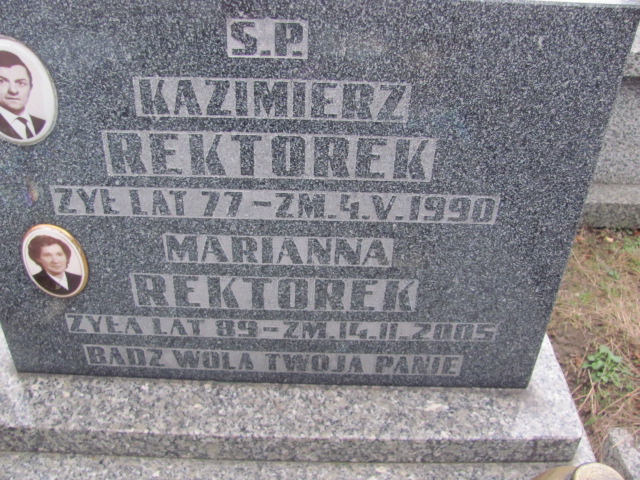 Ś.P.
KAZIMIERZ
REKTOREK
ŻYŁ LAT 77-ZM.4.V.1990
MARIANNA
REKTOREK
ŻYŁA LAT 89-ZM.14.II.2005
BĄDŹ WOLA TWOJA PANIE